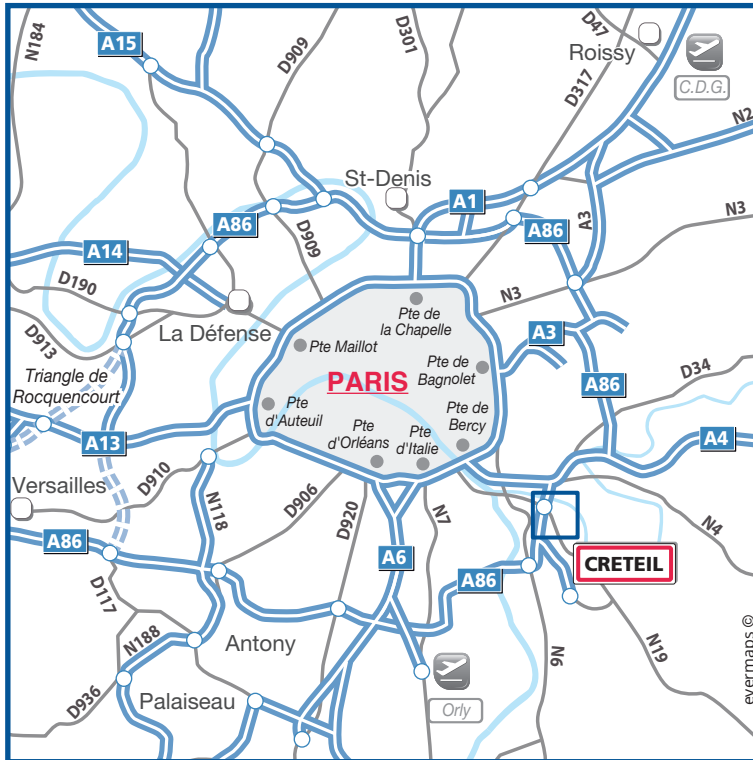 N184
A15
D909
D301
D47
Roissy
C.D.G.
D317
N2
St-Denis
A1
A3
N3
A86
D909
A86
A14
D190
N3
Pte de
la Chapelle
La Défense
D913
Pte Maillot
A3
Triangle de
Rocquencourt
PARIS
Pte de
Bagnolet
A86
D34
Pte
d'Auteuil
Pte de
Bercy
Pte
d'Orléans
Pte
d'Italie
A13
A4
D910
Versailles
N118
D906
D920
N7
N4
A86
A6
A86
CRETEIL
D117
N188
Antony
N6
N19
D936
Palaiseau
Orly
evermaps ©